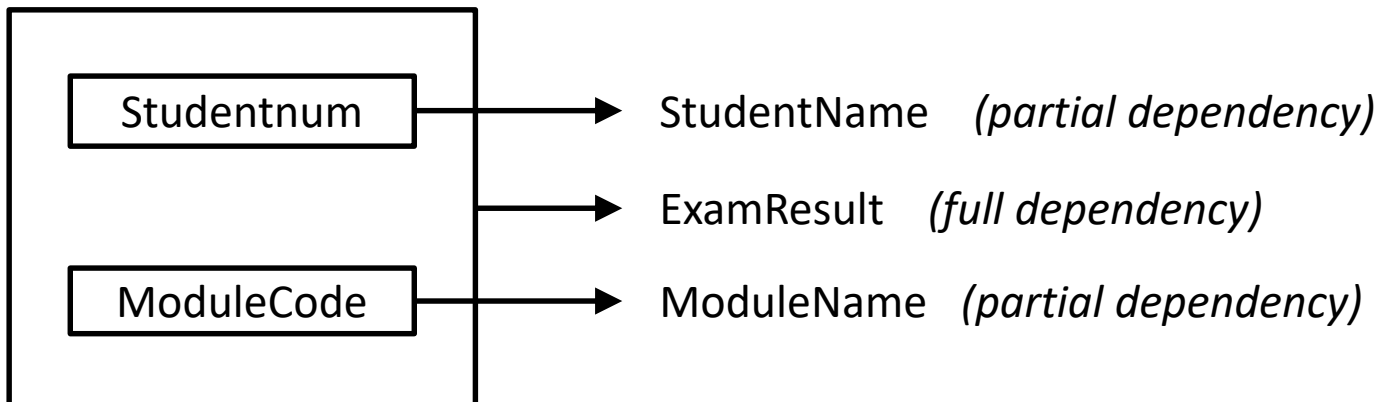 Studentnum StudentName (partial dependency)
ExamResult (full dependency)
ModuleCode ModuleName (partial dependency)